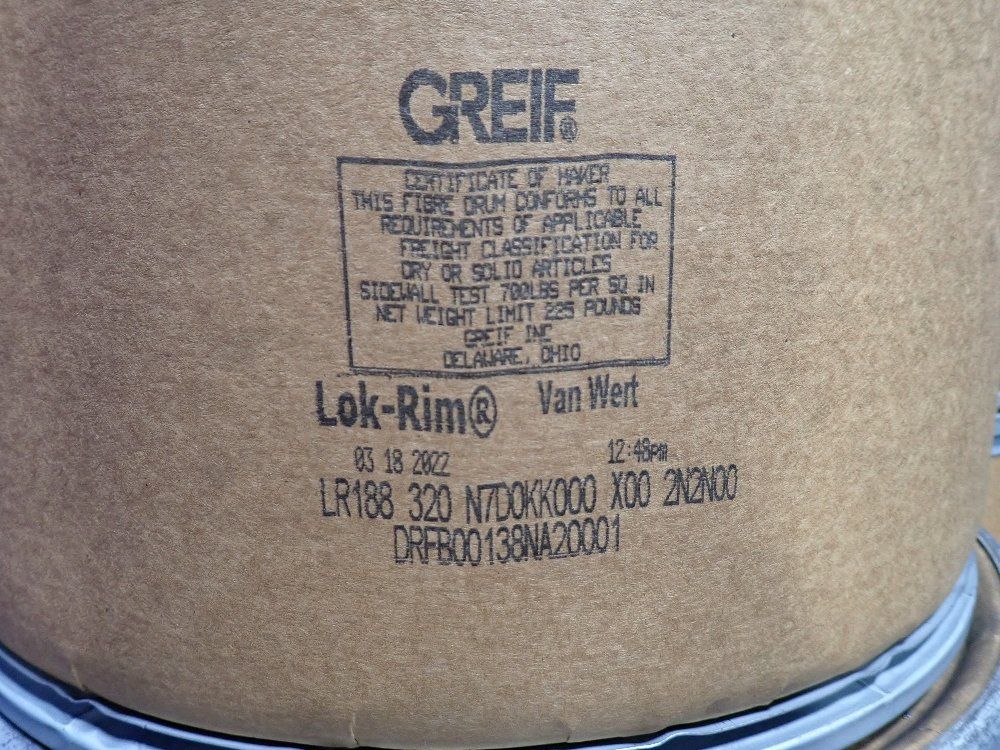 GREIF®
CERTIFICATE OF MAKER
THIS FIBRE DRUM CONFORMS TO ALL
REQUIREMENTS OF APPLICABLE
FREIGHT CLASSIFICATION FOR
DRY OR SOLID ARTICLES
SIDEWALL TEST 700LBS PER SQ IN
NET WEIGHT LIMIT 225 POUNDS
GREIF INC
DELAWARE, OHIO
Lok-Rim® Van Wert
03 18 2022 12:48pm
LR188 320 N7D0KK000 X00 2N2N00
DRFB00138NA20001